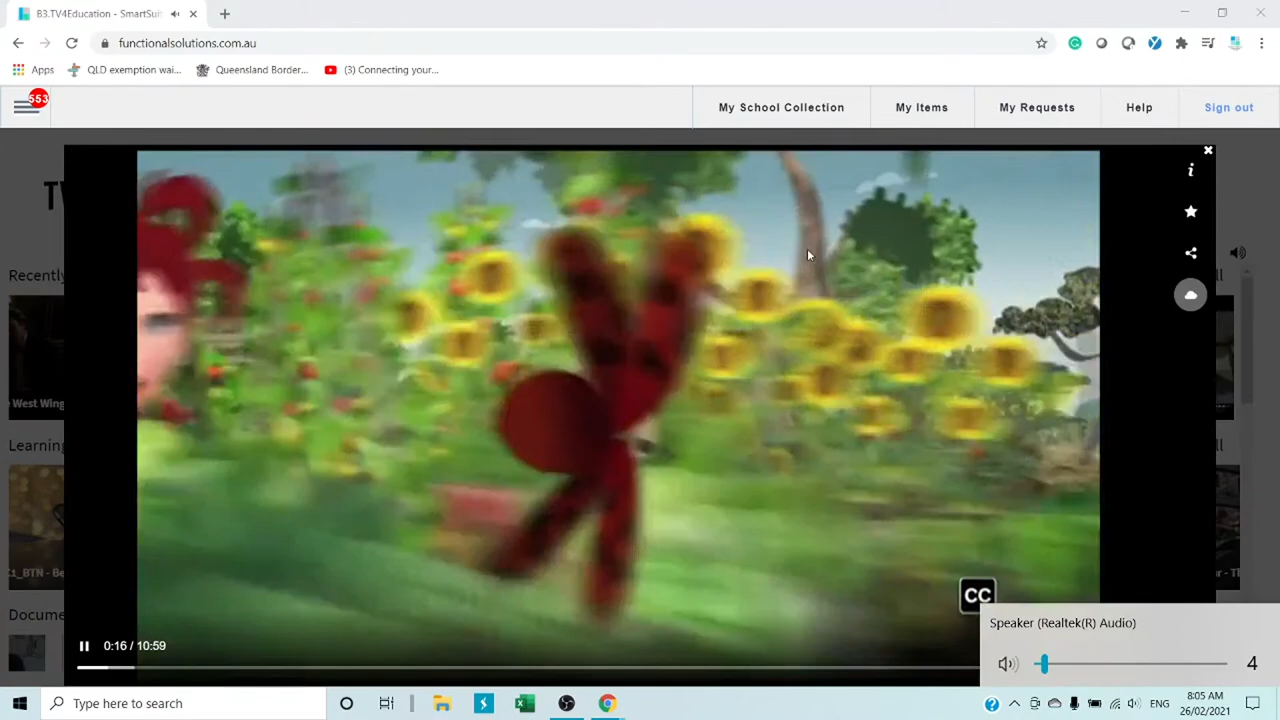 B3.TV4Education - SmartSui
functionalsolutions.com.au
Apps
QLD exemption wai...
Queensland Border...
(3) Connecting your...
553
My School Collection
My Items
My Requests
Help
Sign out
Recently
e West Wing
Learning
Docume
CC
0:16 / 10:59
Speaker (Realtek(R) Audio)
4
Type here to search
ENG
8:05 AM
26/02/2021